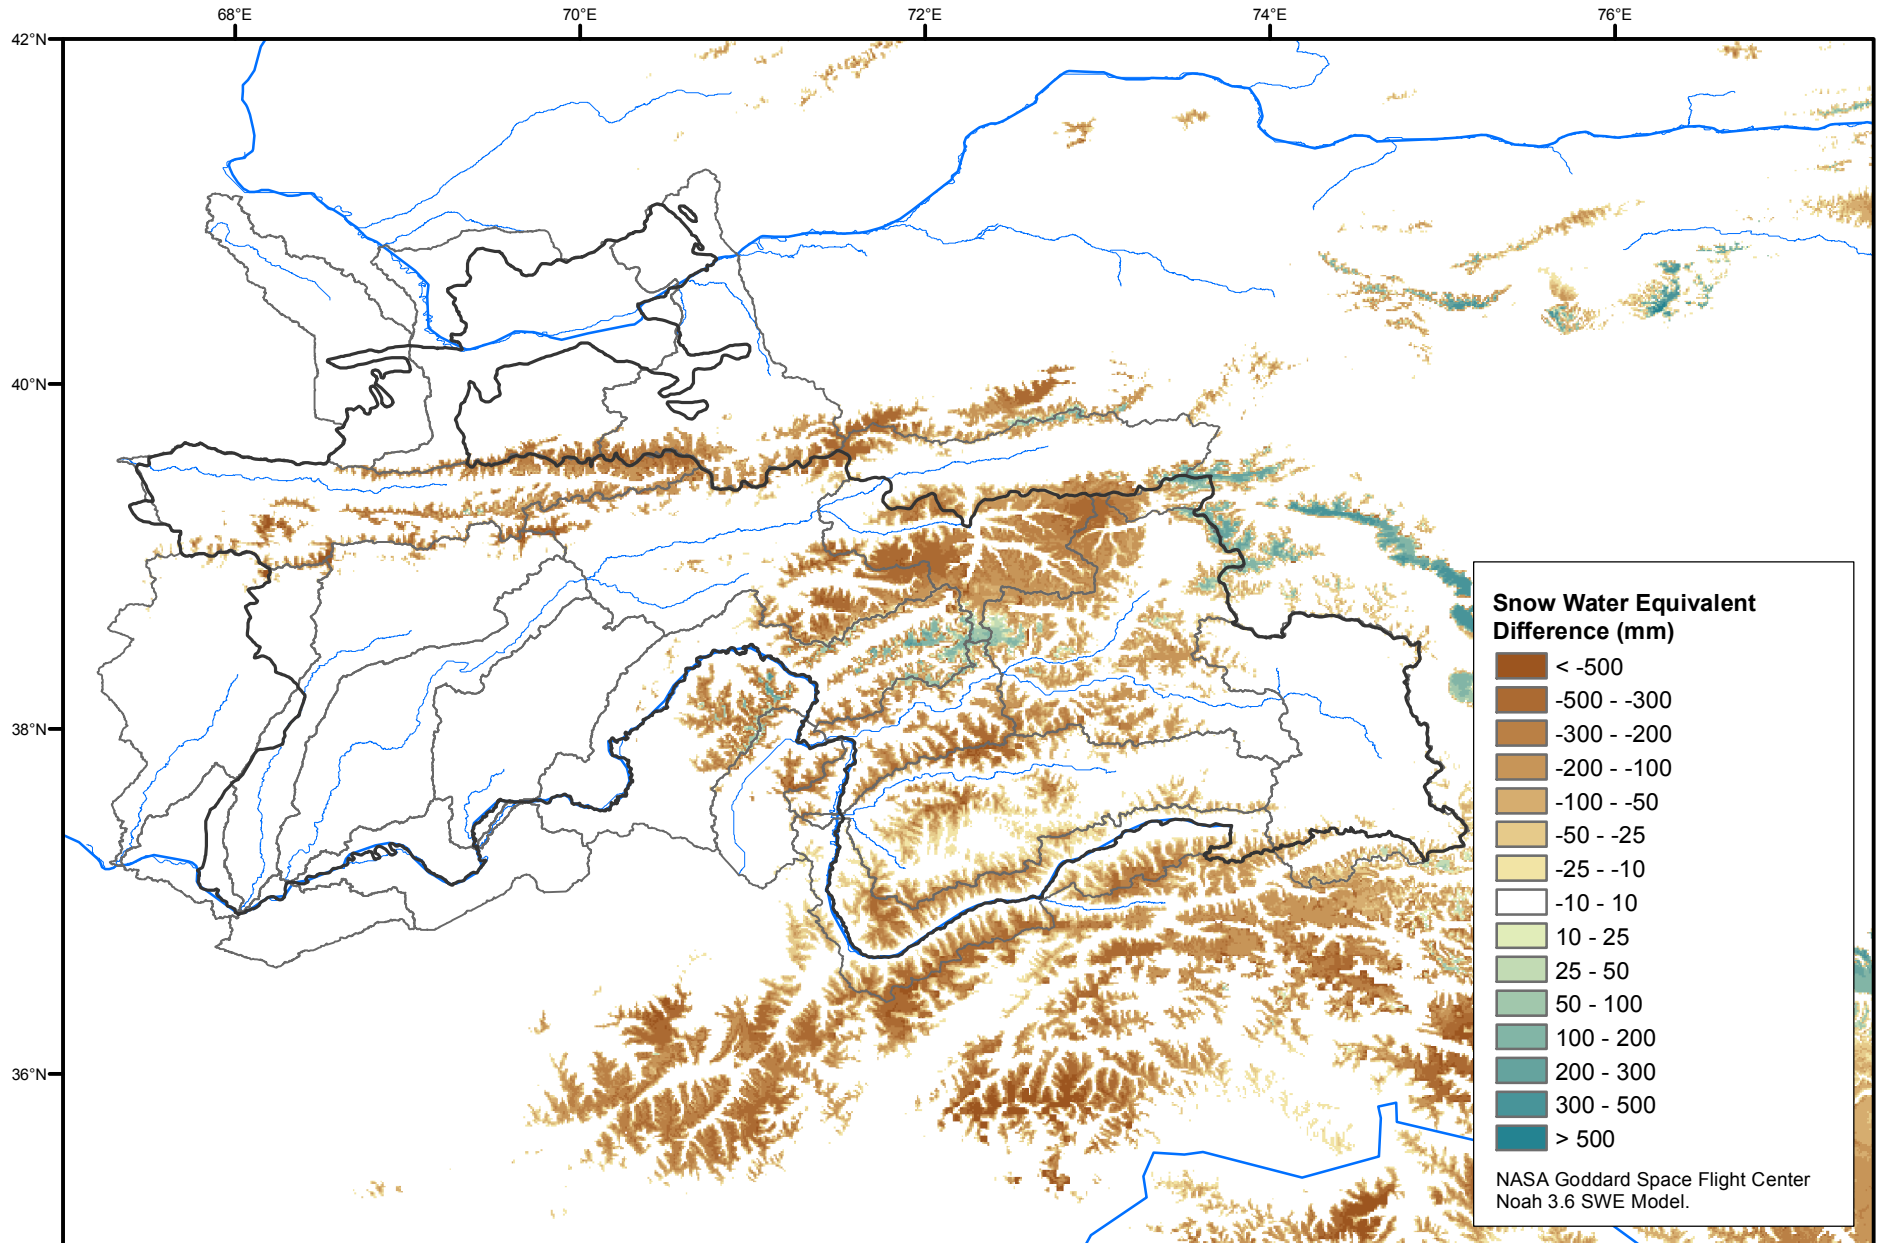 68°E
70°E
72°E
74°E
76°E
42°N
40°N
38°N
36°N
Snow Water Equivalent
Difference (mm)
< -500
-500 - -300
-300 - -200
-200 - -100
-100 - -50
-50 - -25
-25 - -10
-10 - 10
10 - 25
25 - 50
50 - 100
100 - 200
200 - 300
300 - 500
> 500
NASA Goddard Space Flight Center
Noah 3.6 SWE Model.